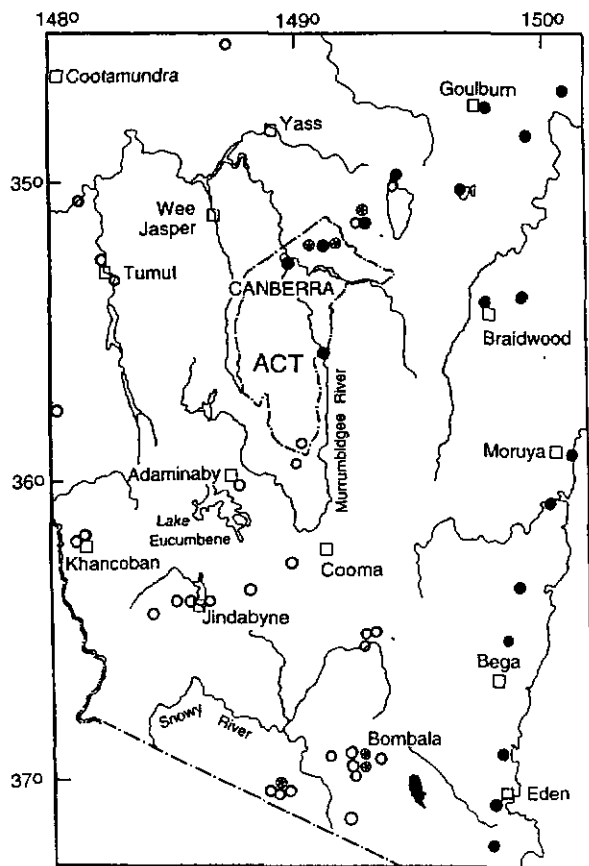 1480
1490
1500
Cootamundra
Goulburn
Yass
350
Wee
Jasper
Tumut
CANBERRA
Braidwood
ACT
Murrumbidgee River
Moruya
360
Adaminaby
Lake
Eucumbene
Khancoban
Cooma
Jindabyne
Bega
Snowy River
Bombala
370
Eden